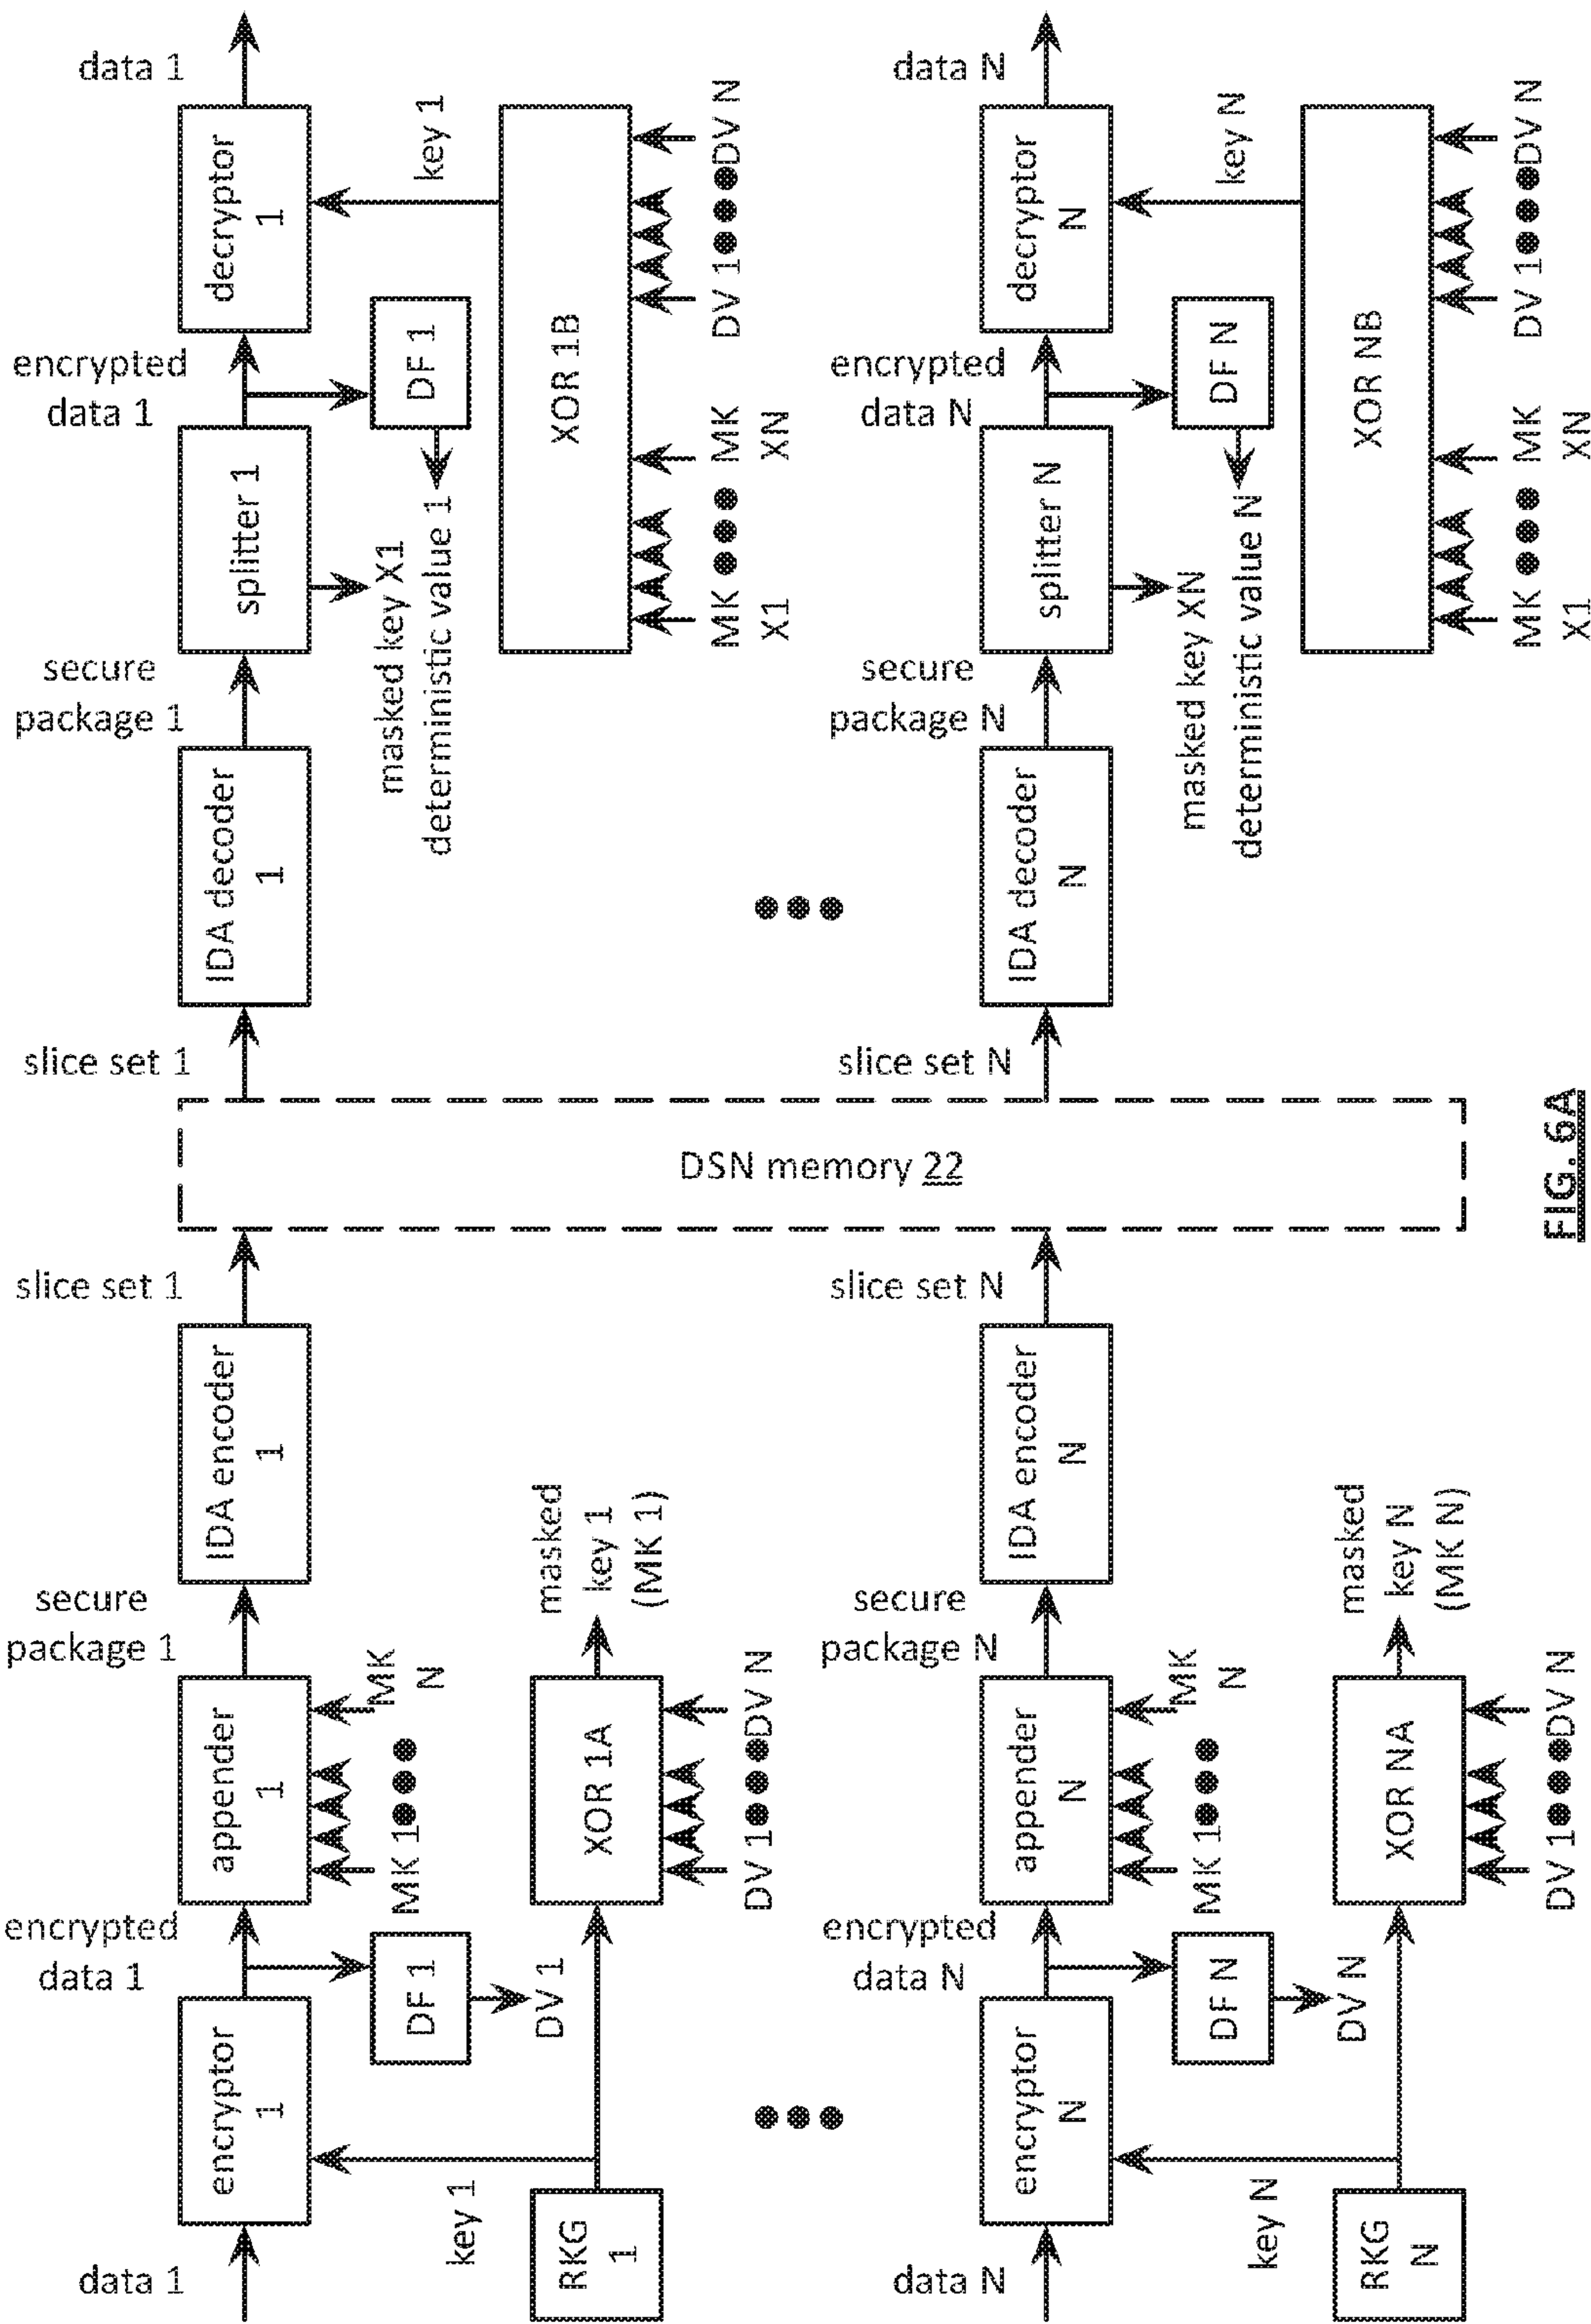 data 1
encryptor
1
key 1
RKG
1
encrypted
data 1
DF 1
DV 1
appender
1
MK 1
MK
N
XOR 1A
DV 1
DV N
secure
package 1
masked
key 1
(MK 1)
IDA encoder
1
slice set 1
data N
encryptor
N
key N
RKG
N
encrypted
data N
DF N
DV N
appender
N
MK 1
MK
N
XOR NA
DV 1
DV N
secure
package N
masked
key N
(MK N)
IDA encoder
N
slice set N
DSN memory 22
slice set 1
IDA decoder
1
secure
package 1
splitter 1
masked key X1
deterministic value 1
encrypted
data 1
DF 1
decryptor
1
data 1
key 1
XOR 1B
MK
X1
MK
XN
DV 1
DV N
slice set N
IDA decoder
N
secure
package N
splitter N
masked key XN
deterministic value N
encrypted
data N
DF N
decryptor
N
data N
key N
XOR NB
MK
X1
MK
XN
DV 1
DV N
FIG. 6A